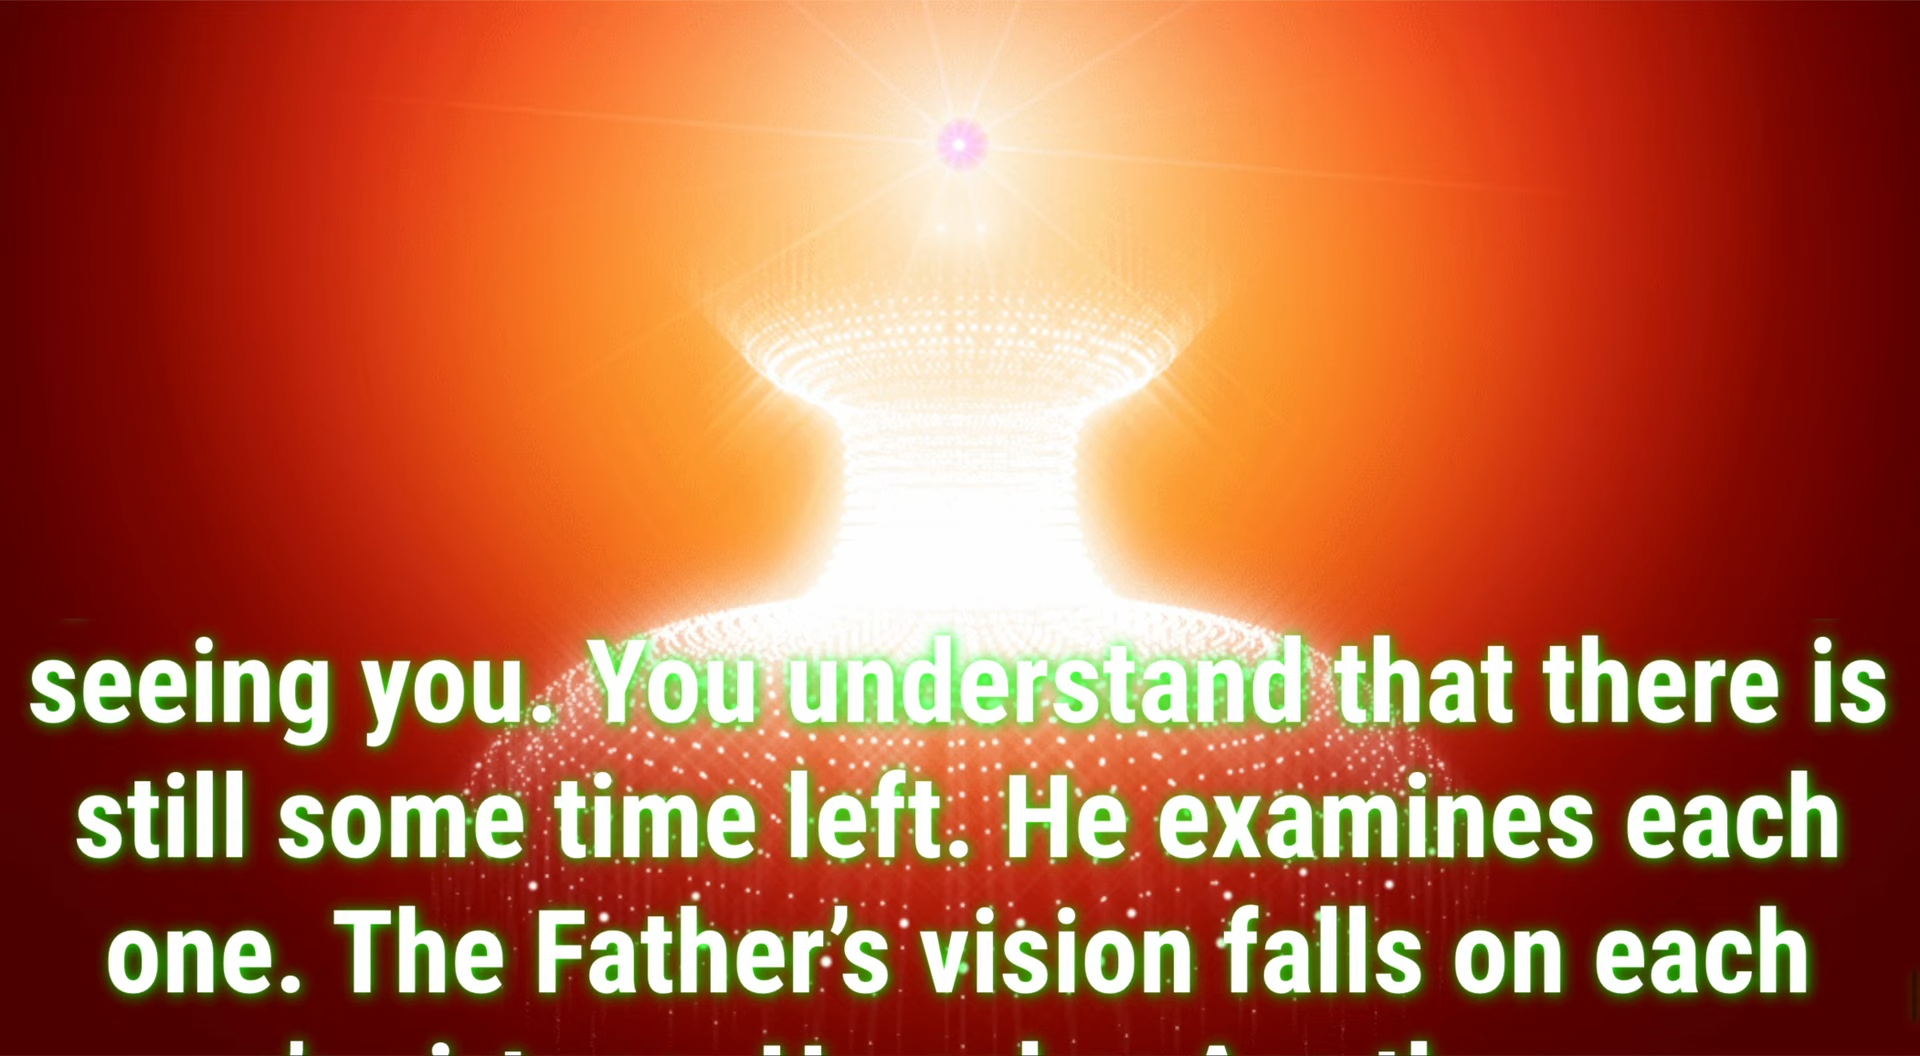 seeing you. You understand that there is
still some time left. He examines each
one. The Father’s vision falls on each